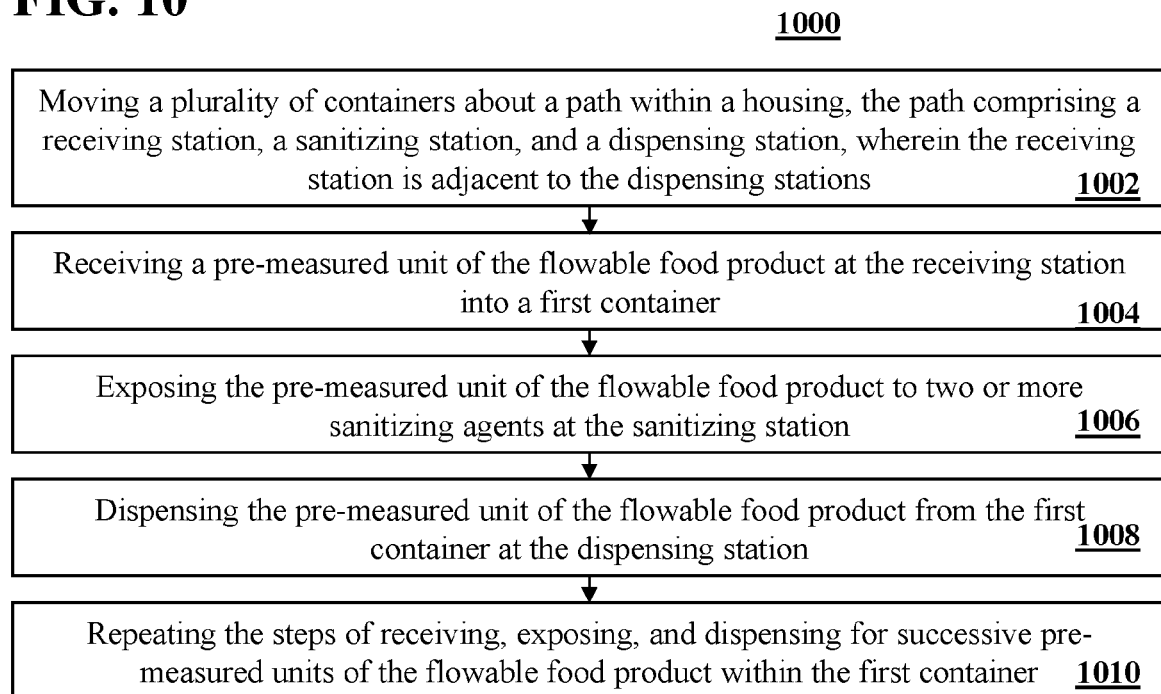 FIG. 10
1000
Moving a plurality of containers about a path within a housing, the path comprising a
receiving station, a sanitizing station, and a dispensing station, wherein the receiving
station is adjacent to the dispensing stations
1002
Receiving a pre-measured unit of the flowable food product at the receiving station
into a first container
1004
Exposing the pre-measured unit of the flowable food product to two or more
sanitizing agents at the sanitizing station
1006
Dispensing the pre-measured unit of the flowable food product from the first
container at the dispensing station
1008
Repeating the steps of receiving, exposing, and dispensing for successive pre-
measured units of the flowable food product within the first container
1010